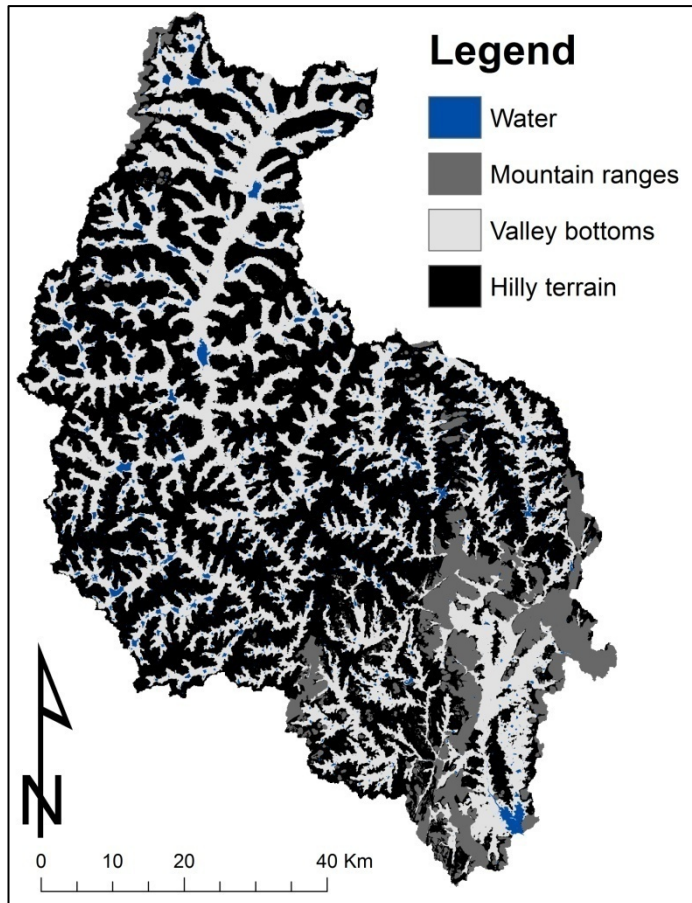 Legend
Water
Mountain ranges
Valley bottoms
Hilly terrain
N
0 10 20 40 Km